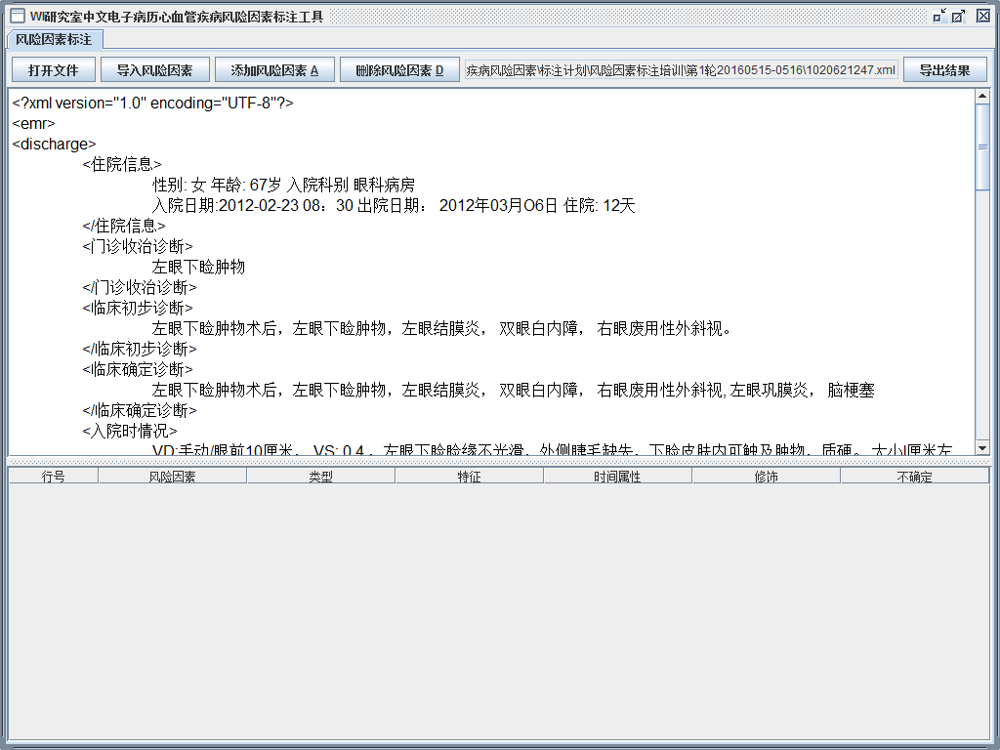 WI研究室中文电子病历心血管疾病风险因素标注工具
风险因素标注
打开文件 导入风险因素 添加风险因素 A 删除风险因素 D 疾病风险因素\标注计划\风险因素标注培训\第1轮20160515-0516\1020621247.xml 导出结果
<?xml version="1.0" encoding="UTF-8"?>
<emr>
<discharge>
<住院信息>
性别: 女 年龄: 67岁 入院科别 眼科病房
入院日期:2012-02-23 08：30 出院日期： 2012年03月O6日 住院: 12天
</住院信息>
<门诊收治诊断>
左眼下睑肿物
</门诊收治诊断>
<临床初步诊断>
左眼下睑肿物术后，左眼下睑肿物，左眼结膜炎， 双眼白内障， 右眼废用性外斜视。
</临床初步诊断>
<临床确定诊断>
左眼下睑肿物术后，左眼下睑肿物，左眼结膜炎， 双眼白内障， 右眼废用性外斜视, 左眼巩膜炎， 脑梗塞
</临床确定诊断>
<入院时情况>
VD:手动/眼前10厘米， VS: 0.4 ，左眼下睑睑缘不光滑，外侧睫毛缺失，下睑皮肤内可触及肿物，质硬。 大小l厘米左
行号 风险因素 类型 特征 时间属性 修饰 不确定